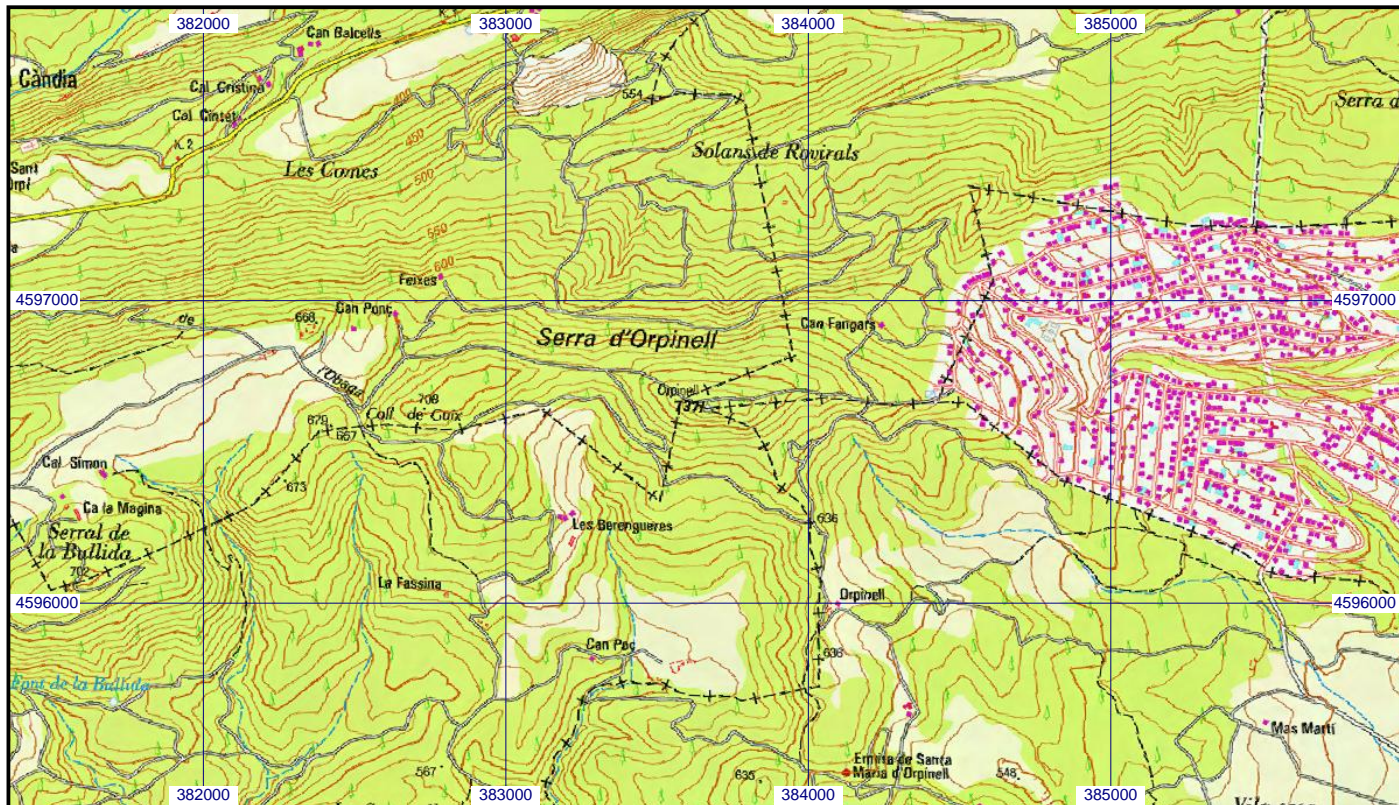 382000
383000
384000
385000
Can Balcells
Càndia
Cal Cristina
554
400
Serra d
Cal Cintet
450
K. 2
Solans de Rovirals
Sant
Les Comes
500
550
600
Feixes
4597000
4597000
Can Ponç
668
de
Can Fangars
Serra d'Orpinell
l'Obaga
Orpinell
708
Coll de Guix
679
667
Cal Simon
673
Ca la Magina
636
Les Berengueres
Serral de
la Bullida
702
La Fassina
4596000
Orpinell
4596000
Can Paç
636
Font de la Bullida
Mas Martí
Ermita de Santa
Maria d'Orpinell
567
635
548
382000
383000
384000
385000